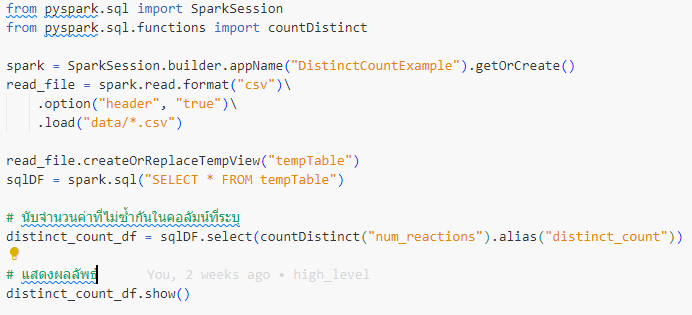 from pyspark.sql import SparkSession
from pyspark.sql.functions import countDistinct
spark = SparkSession.builder.appName("DistinctCountExample").getOrCreate()
read_file = spark.read.format("csv")\
.option("header", "true")\
.load("data/*.csv")
read_file.createOrReplaceTempView("tempTable")
sqlDF = spark.sql("SELECT * FROM tempTable")
# นับจำนวนค่าที่ไม่ซ้ำกันในคอลัมน์ที่ระบุ
distinct_count_df = sqlDF.select(countDistinct("num_reactions").alias("distinct_count"))
# แสดงผลลัพธ์ You, 2 weeks ago • high_level
distinct_count_df.show()